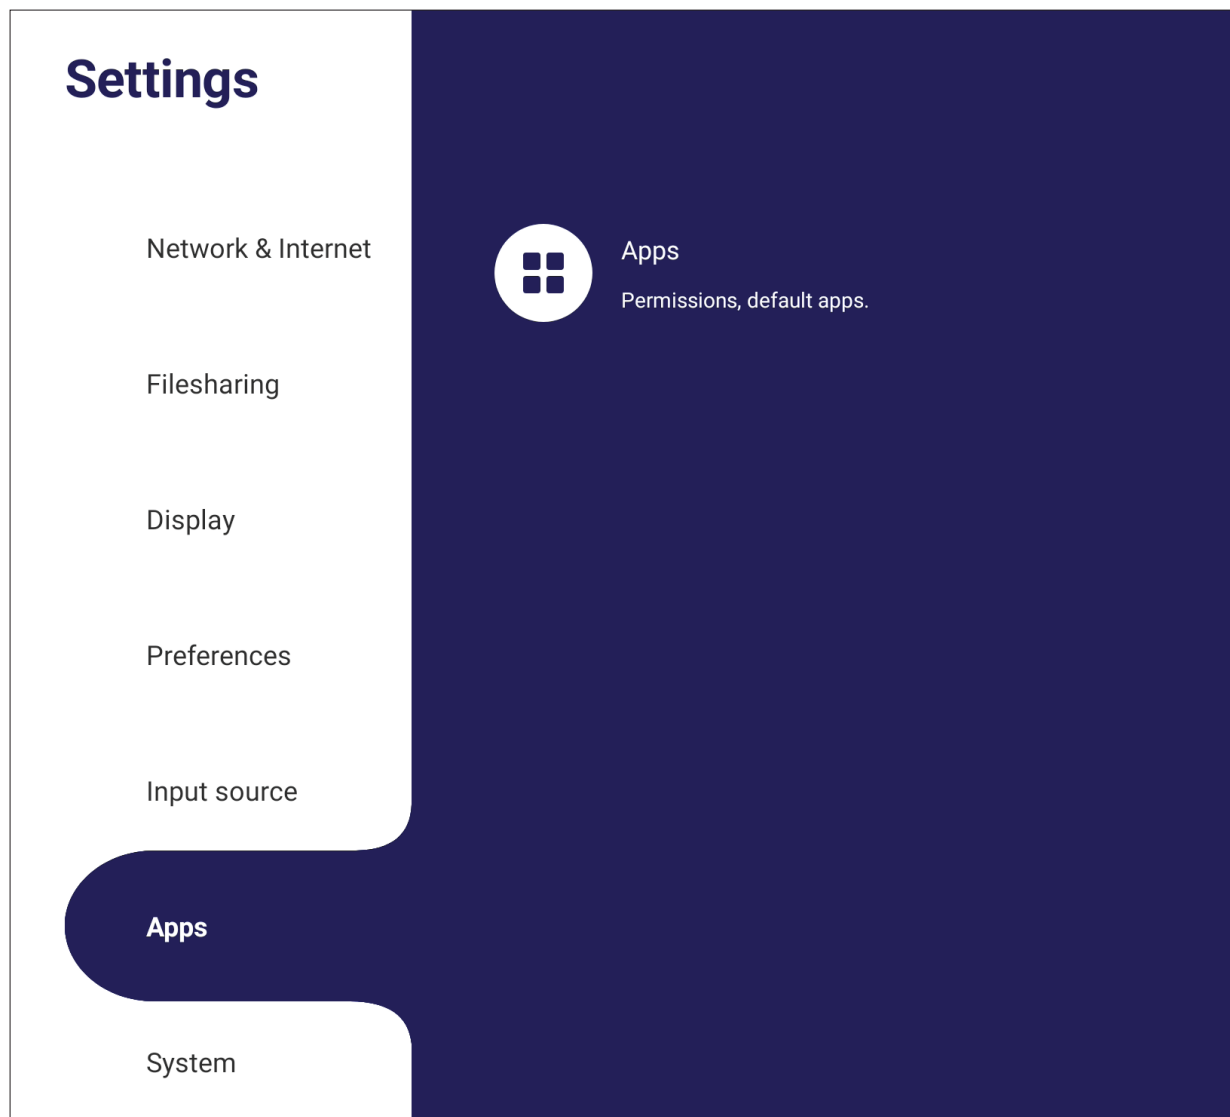 Settings
Network & Internet
Filesharing
Display
Preferences
Input source
Apps
System
Apps
Permissions, default apps.